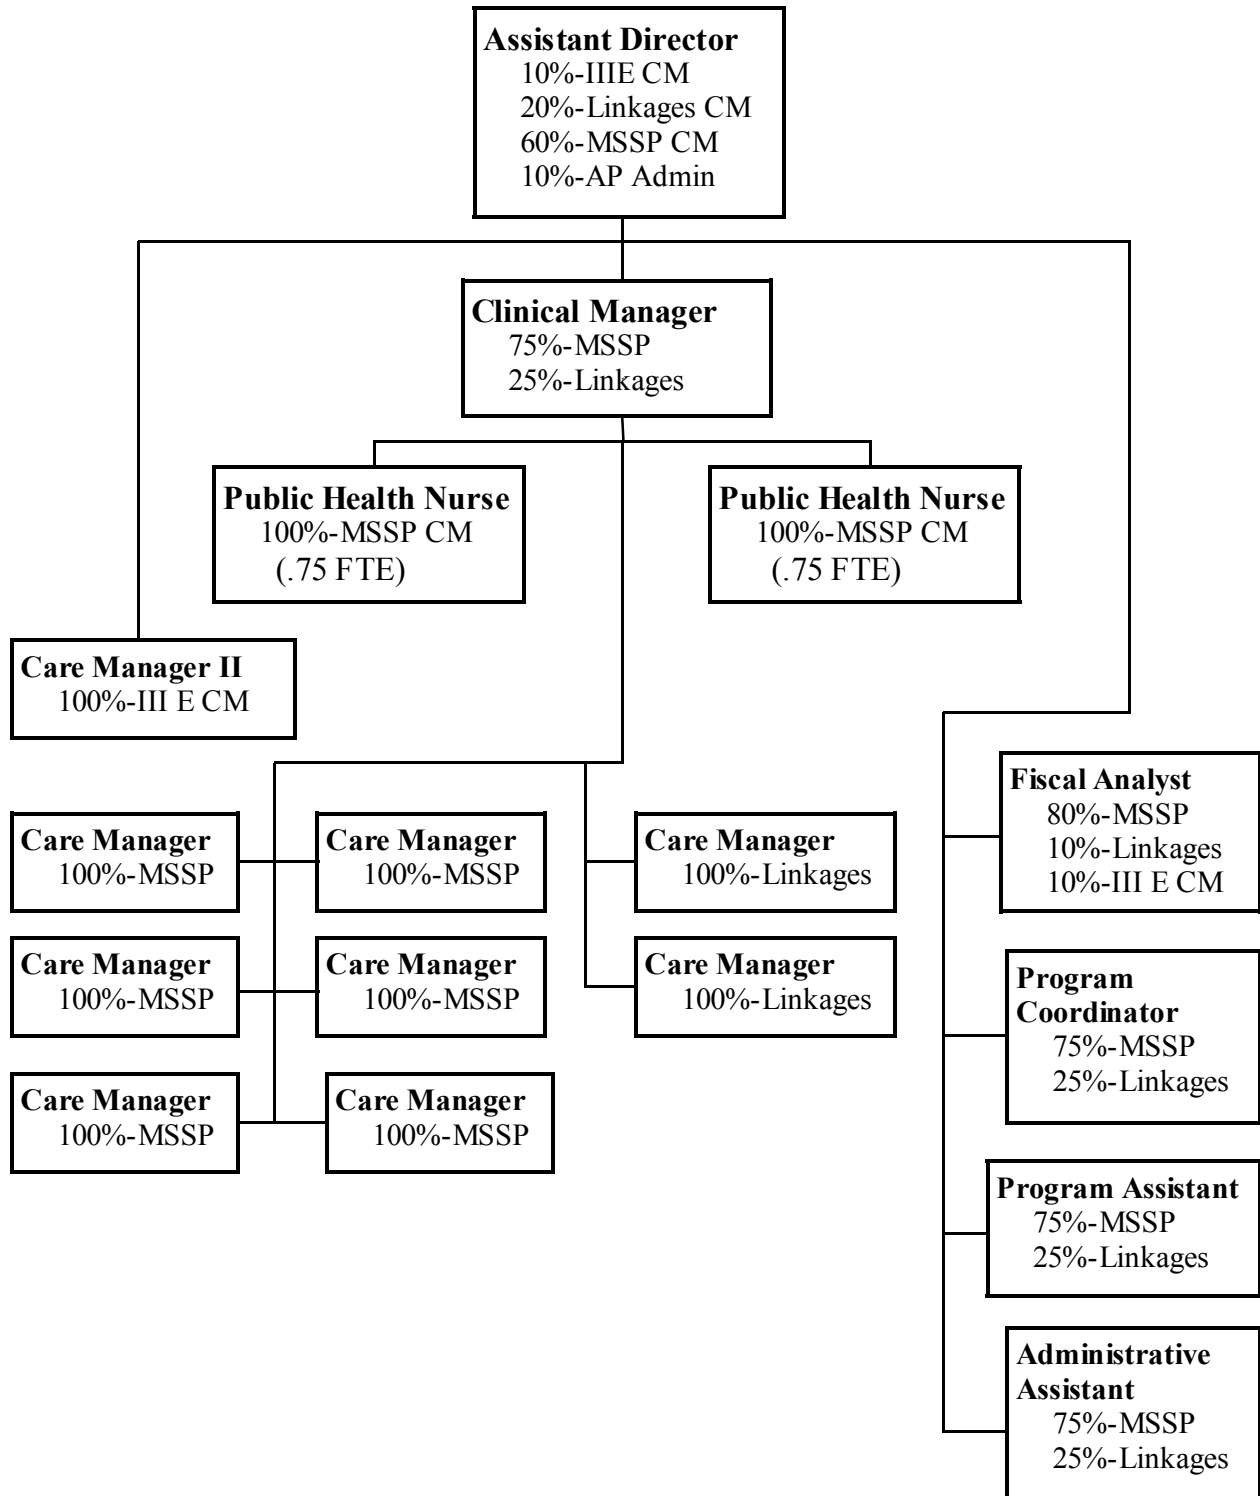 Assistant Director
10%-IIIE CM
20%-Linkages CM
60%-MSSP CM
10%-AP Admin
Clinical Manager
75%-MSSP
25%-Linkages
Public Health Nurse
100%-MSSP CM
(.75 FTE)
Public Health Nurse
100%-MSSP CM
(.75 FTE)
Care Manager II
100%-III E CM
Care Manager
100%-MSSP
Care Manager
100%-MSSP
Care Manager
100%-Linkages
Care Manager
100%-MSSP
Care Manager
100%-MSSP
Care Manager
100%-Linkages
Care Manager
100%-MSSP
Care Manager
100%-MSSP
Fiscal Analyst
80%-MSSP
10%-Linkages
10%-III E CM
Program
Coordinator
75%-MSSP
25%-Linkages
Program Assistant
75%-MSSP
25%-Linkages
Administrative
Assistant
75%-MSSP
25%-Linkages